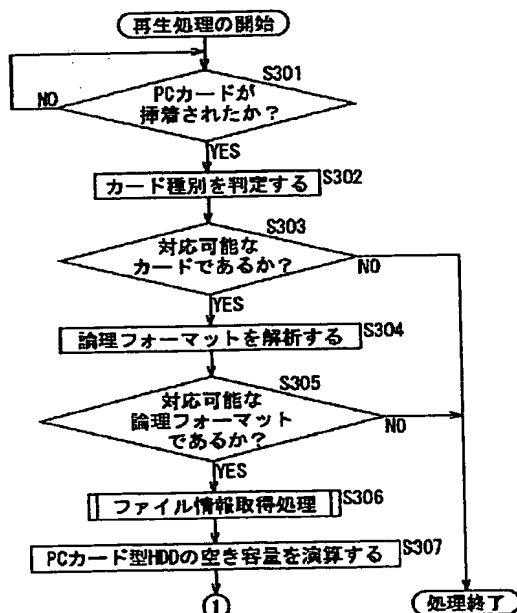 再生処理の開始
S301
PCカードが
挿着されたか？
NO
YES
カード種別を判定する
S302
S303
対応可能な
カードであるか？
NO
YES
論理フォーマットを解析する
S304
S305
対応可能な
論理フォーマット
であるか？
NO
YES
ファイル情報取得処理
S306
PCカード型HDDの空き容量を演算する
S307
①
処理終了